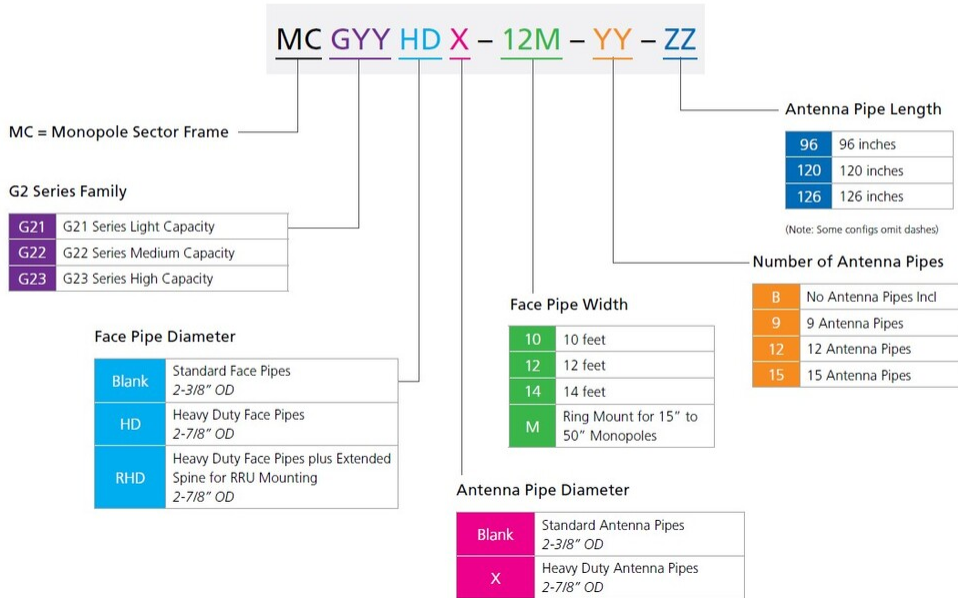 MC GYY HD X – 12M – YY – ZZ
MC = Monopole Sector Frame
G2 Series Family
G21 G21 Series Light Capacity
G22 G22 Series Medium Capacity
G23 G23 Series High Capacity
Face Pipe Diameter
Blank Standard Face Pipes
2-3/8” OD
HD Heavy Duty Face Pipes
2-7/8” OD
RHD Heavy Duty Face Pipes plus Extended
Spine for RRU Mounting
2-7/8” OD
Antenna Pipe Diameter
Blank Standard Antenna Pipes
2-3/8” OD
X Heavy Duty Antenna Pipes
2-7/8” OD
Face Pipe Width
10 10 feet
12 12 feet
14 14 feet
M Ring Mount for 15” to
50” Monopoles
Number of Antenna Pipes
B No Antenna Pipes Incl
9 9 Antenna Pipes
12 12 Antenna Pipes
15 15 Antenna Pipes
Antenna Pipe Length
96 96 inches
120 120 inches
126 126 inches
(Note: Some configs omit dashes)